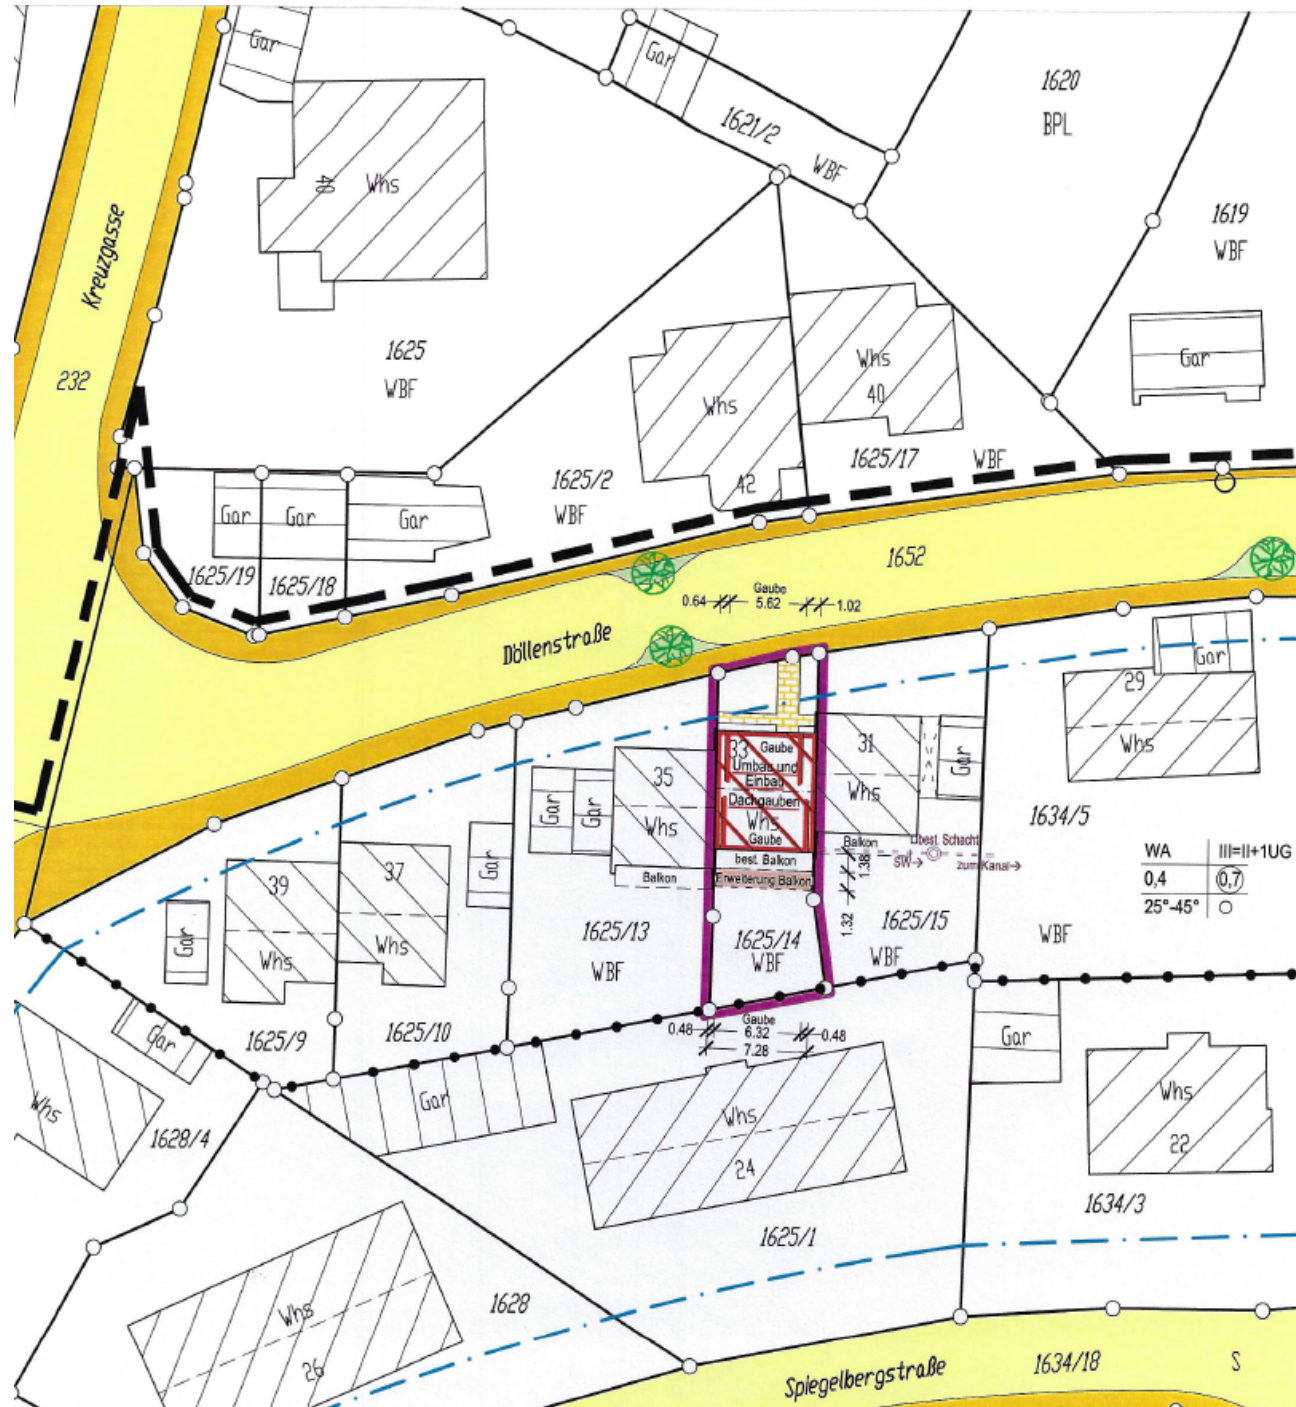 Gar
Gar
1620
BPL
1621/2
WBF
Whs
40
1619
WBF
Kreuzgasse
232
1625
WBF
Whs
40
Gar
Whs
42
1625/17
WBF
1625/2
WBF
Gar
Gar
Gar
1625/19
1625/18
1652
Gaube
0.64
5.62
1.02
Döllenstraße
Gar
29
Whs
33
Gaube
Umbau und
Einbau
Dachgauben
Whs
Gaube
31
Whs
Gar
35
Whs
Gar
Gar
1634/5
best. Balkon
Erweiterung Balkon
Balkon
Balkon
best. Schacht
SW→
zum Kanal→
1.38
1.32
WA
III=II+1UG
0,4
0,7
25°-45°
39
Whs
37
Whs
Gar
Gar
1625/13
WBF
1625/14
WBF
1625/15
WBF
WBF
1625/9
1625/10
Gaube
0.48
6.32
0.48
7.28
Gar
Gar
Gar
Whs
1628/4
Whs
24
Whs
22
1634/3
1625/1
1628
Whs
26
Spiegelbergstraße
1634/18
S